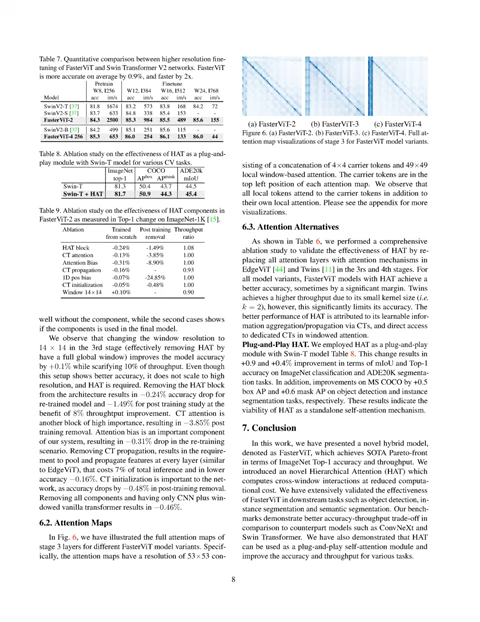 Table 7. Quantitative comparison between higher resolution fine-
tuning of FasterViT and Swin Transformer V2 networks. FasterViT
is more accurate on average by 0.9%, and faster by 2x.
Pretrain Finetune
W8, I256 W12, I384 W16, I512 W24, I768
Model acc im/s acc im/s acc im/s acc im/s
SwinV2-T [37] 81.8 1674 83.2 573 83.8 168 84.2 72
SwinV2-S [37] 83.7 633 84.8 338 85.4 153 - -
FasterViT-2 84.3 2500 85.3 984 85.5 489 85.6 155
SwinV2-B [37] 84.2 499 85.1 251 85.6 115 - -
FasterViT-4 256 85.3 653 86.0 254 86.1 133 86.0 44
Table 8. Ablation study on the effectiveness of HAT as a plug-and-
play module with Swin-T model for various CV tasks.
ImageNet COCO ADE20K
top-1 APbox APmask mIoU
Swin-T 81.3 50.4 43.7 44.5
Swin-T + HAT 81.7 50.9 44.3 45.4
Table 9. Ablation study on the effectiveness of HAT components in
FasterViT-2 as measured in Top-1 change on ImageNet-1K [15].
Ablation Trained Post training Throughput
from scratch removal ratio
HAT block -0.24% -1.49% 1.08
CT attention -0.13% -3.85% 1.00
Attention Bias -0.31% -8.90% 1.00
CT propagation -0.16% - 0.93
1D pos bias -0.07% -24.85% 1.00
CT initialization -0.05% -0.48% 1.00
Window 14×14 +0.10% - 0.90
well without the component, while the second cases shows
if the components is used in the final model.
We observe that changing the window resolution to
14 × 14 in the 3rd stage (effectively removing HAT by
have a full global window) improves the model accuracy
by +0.1% while scarifying 10% of throughput. Even though
this setup shows better accuracy, it does not scale to high
resolution, and HAT is required. Removing the HAT block
from the architecture results in −0.24% accuracy drop for
re-trained model and −1.49% for post training study at the
benefit of 8% throughtput improvement. CT attention is
another block of high importance, resulting in −3.85% post
training removal. Attention bias is an important component
of our system, resulting in −0.31% drop in the re-training
scenario. Removing CT propagation, results in the require-
ment to pool and propagate features at every layer (similar
to EdgeViT), that costs 7% of total inference and in lower
accuracy −0.16%. CT initialization is important to the net-
work, as accuracy drops by −0.48% in post-training removal.
Removing all components and having only CNN plus win-
dowed vanilla transformer results in −0.46%.
6.2. Attention Maps
In Fig. 6, we have illustrated the full attention maps of
stage 3 layers for different FasterViT model variants. Specif-
ically, the attention maps have a resolution of 53×53 con-
(a) FasterViT-2 (b) FasterViT-3 (c) FasterViT-4
Figure 6. (a) FasterViT-2. (b) FasterViT-3. (c) FasterViT-4. Full at-
tention map visualizations of stage 3 for FasterViT model variants.
sisting of a concatenation of 4×4 carrier tokens and 49×49
local window-based attention. The carrier tokens are in the
top left position of each attention map. We observe that
all local tokens attend to the carrier tokens in addition to
their own local attention. Please see the appendix for more
visualizations.
6.3. Attention Alternatives
As shown in Table 6, we performed a comprehensive
ablation study to validate the effectiveness of HAT by re-
placing all attention layers with attention mechanisms in
EdgeViT [44] and Twins [11] in the 3rs and 4th stages. For
all model variants, FasterViT models with HAT achieve a
better accuracy, sometimes by a significant margin. Twins
achieves a higher throughput due to its small kernel size (i.e.
k = 2), however, this significantly limits its accuracy. The
better performance of HAT is attributed to its learnable infor-
mation aggregation/propagation via CTs, and direct access
to dedicated CTs in windowed attention.
Plug-and-Play HAT. We employed HAT as a plug-and-play
module with Swin-T model Table 8. This change results in
+0.9 and +0.4% improvement in terms of mIoU and Top-1
accuracy on ImageNet classification and ADE20K segmenta-
tion tasks. In addition, improvements on MS COCO by +0.5
box AP and +0.6 mask AP on object detection and instance
segmentation tasks, respectively. These results indicate the
viability of HAT as a standalone self-attention mechanism.
7. Conclusion
In this work, we have presented a novel hybrid model,
denoted as FasterViT, which achieves SOTA Pareto-front
in terms of ImageNet Top-1 accuracy and throughput. We
introduced an novel Hierarchical Attention (HAT) which
computes cross-window interactions at reduced computa-
tional cost. We have extensively validated the effectiveness
of FasterViT in downstream tasks such as object detection, in-
stance segmentation and semantic segmentation. Our bench-
marks demonstrate better accuracy-throughput trade-off in
comparison to counterpart models such as ConvNeXt and
Swin Transformer. We have also demonstrated that HAT
can be used as a plug-and-play self-attention module and
improve the accuracy and throughput for various tasks.
8